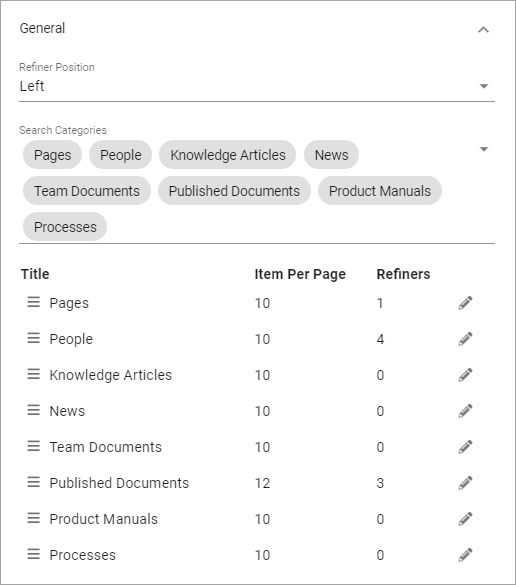 General
Refiner Position
Left
Search Categories
Pages People Knowledge Articles News
Team Documents Published Documents Product Manuals
Processes
Title Item Per Page Refiners
Pages 10 1
People 10 4
Knowledge Articles 10 0
News 10 0
Team Documents 10 0
Published Documents 12 3
Product Manuals 10 0
Processes 10 0